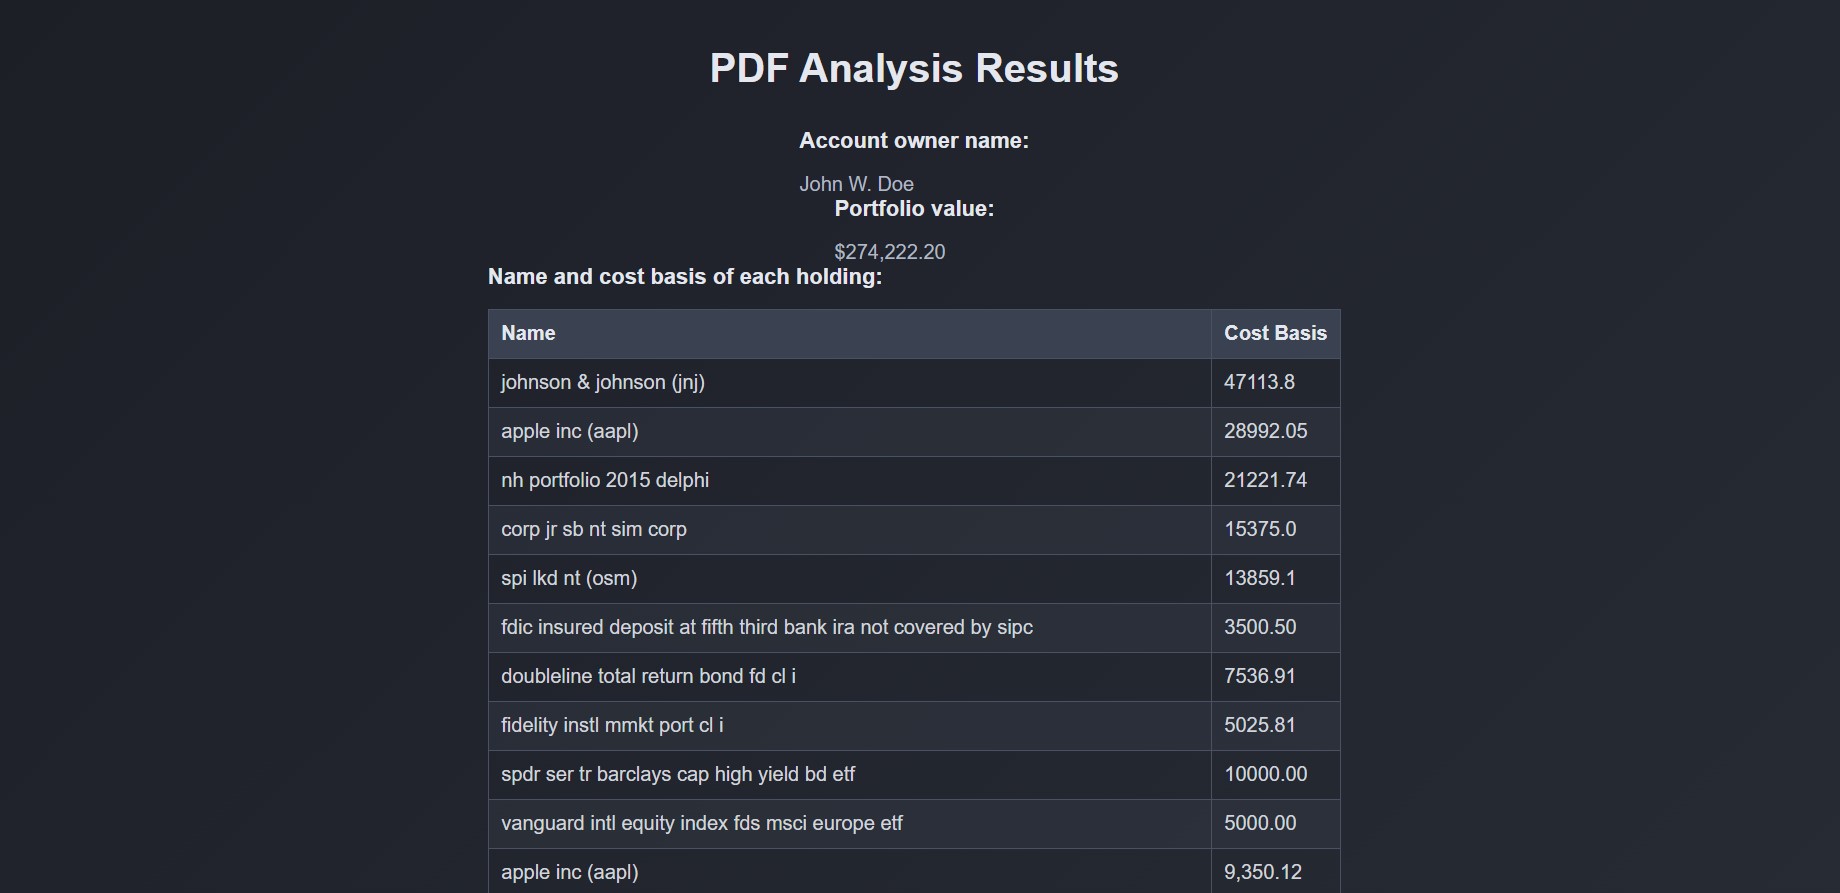 PDF Analysis Results
Account owner name:
John W. Doe
Portfolio value:
$274,222.20
Name and cost basis of each holding:
Name Cost Basis
johnson & johnson (jnj) 47113.8
apple inc (aapl) 28992.05
nh portfolio 2015 delphi 21221.74
corp jr sb nt sim corp 15375.0
spi lkd nt (osm) 13859.1
fdic insured deposit at fifth third bank ira not covered by sipc 3500.50
doubleline total return bond fd cl i 7536.91
fidelity instl mmkt port cl i 5025.81
spdr ser tr barclays cap high yield bd etf 10000.00
vanguard intl equity index fds msci europe etf 5000.00
apple inc (aapl) 9,350.12